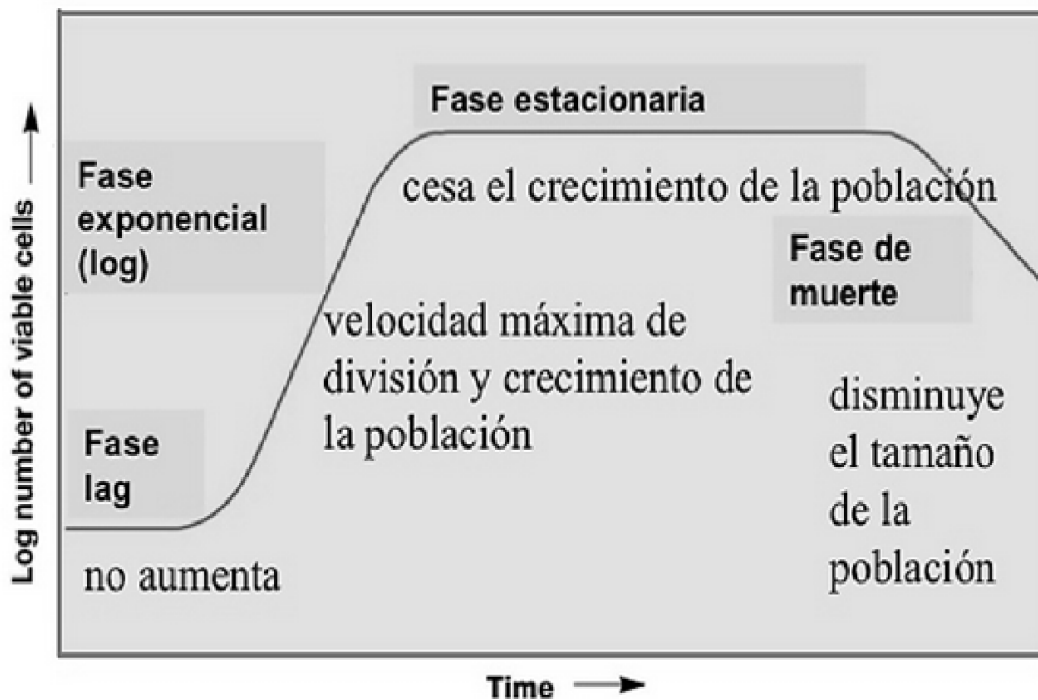 Fase estacionaria
Fase
exponencial
(log)
cesa el crecimiento de la población
Fase de
muerte
velocidad máxima de
división y crecimiento de
la población
disminuye
el tamaño
de la
población
Fase
lag
no aumenta
Log number of viable cells
Time